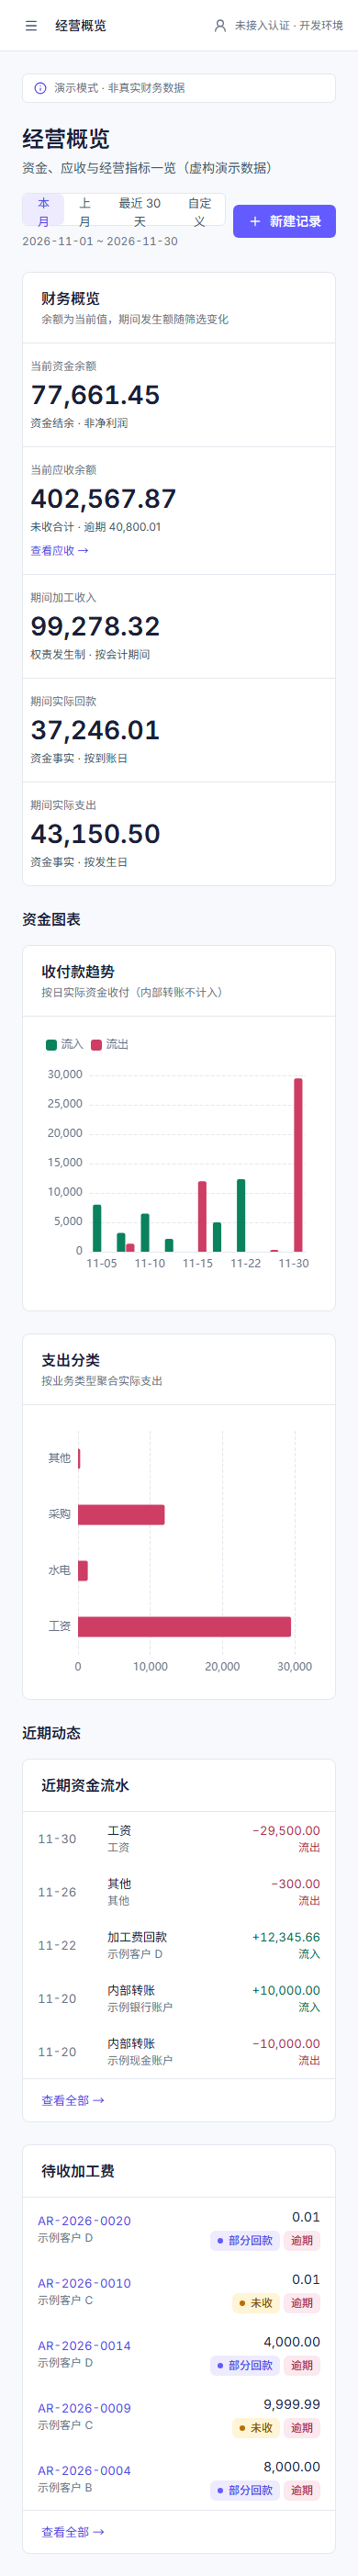 经营概览
未接入认证 · 开发环境
演示模式 · 非真实财务数据
经营概览
资金、应收与经营指标一览（虚构演示数据）
本月
上月
最近 30 天
自定义
新建记录
2026-11-01 ~ 2026-11-30
财务概览
余额为当前值，期间发生额随筛选变化
当前资金余额
77,661.45
资金结余 · 非净利润
当前应收余额
402,567.87
未收合计 · 逾期 40,800.01
查看应收 →
期间加工收入
99,278.32
权责发生制 · 按会计期间
期间实际回款
37,246.01
资金事实 · 按到账日
期间实际支出
43,150.50
资金事实 · 按发生日
资金图表
收付款趋势
按日实际资金收付（内部转账不计入）
流入 流出
30,000
25,000
20,000
15,000
10,000
5,000
0
11-05 11-10 11-15 11-22 11-30
支出分类
按业务类型聚合实际支出
其他
采购
水电
工资
0 10,000 20,000 30,000
近期动态
近期资金流水
11-30 工资 −29,500.00
工资 流出
11-26 其他 −300.00
其他 流出
11-22 加工费回款 +12,345.66
示例客户 D 流入
11-20 内部转账 +10,000.00
示例银行账户 流入
11-20 内部转账 −10,000.00
示例现金账户 流出
查看全部 →
待收加工费
AR-2026-0020 0.01
示例客户 D 部分回款 逾期
AR-2026-0010 0.01
示例客户 C 未收 逾期
AR-2026-0014 4,000.00
示例客户 D 部分回款 逾期
AR-2026-0009 9,999.99
示例客户 C 未收 逾期
AR-2026-0004 8,000.00
示例客户 B 部分回款 逾期
查看全部 →